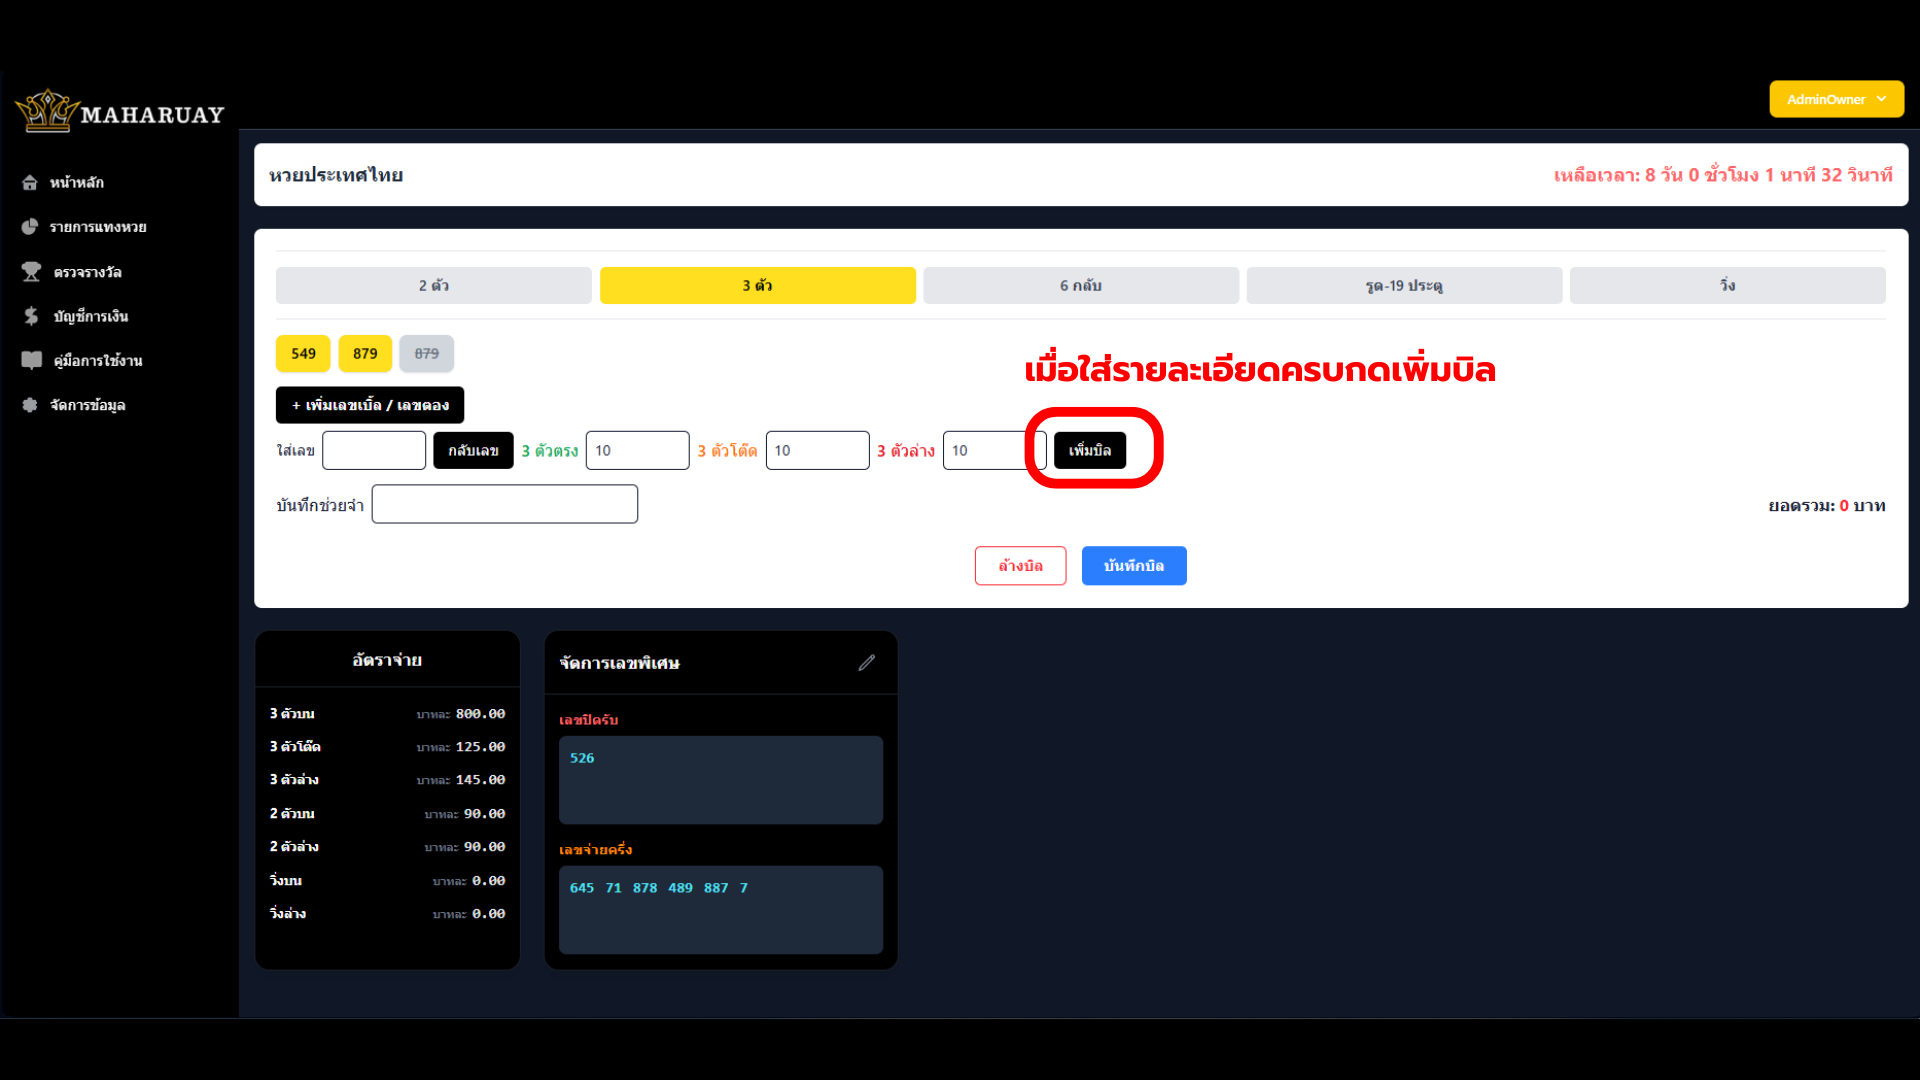 MAHARUAY
AdminOwner
หน้าหลัก
รายการแทงหวย
ตรวจรางวัล
บัญชีการเงิน
คู่มือการใช้งาน
จัดการข้อมูล
หวยประเทศไทย
เหลือเวลา: 8 วัน 0 ชั่วโมง 1 นาที 32 วินาที
2 ตัว
3 ตัว
6 กลับ
รูด-19 ประตู
วิ่ง
549 879 879
เมื่อใส่รายละเอียดครบกดเพิ่มบิล
+ เพิ่มเลขเบิ้ล / เลขตอง
ใส่เลข กลับเลข 3 ตัวตรง 10 3 ตัวโต๊ด 10 3 ตัวล่าง 10 เพิ่มบิล
บันทึกช่วยจำ
ยอดรวม: 0 บาท
ล้างบิล
บันทึกบิล
อัตราจ่าย
3 ตัวบน บาทละ 800.00
3 ตัวโต๊ด บาทละ 125.00
3 ตัวล่าง บาทละ 145.00
2 ตัวบน บาทละ 90.00
2 ตัวล่าง บาทละ 90.00
วิ่งบน บาทละ 0.00
วิ่งล่าง บาทละ 0.00
จัดการเลขพิเศษ
เลขปิดรับ
526
เลขจ่ายครึ่ง
645 71 878 489 887 7